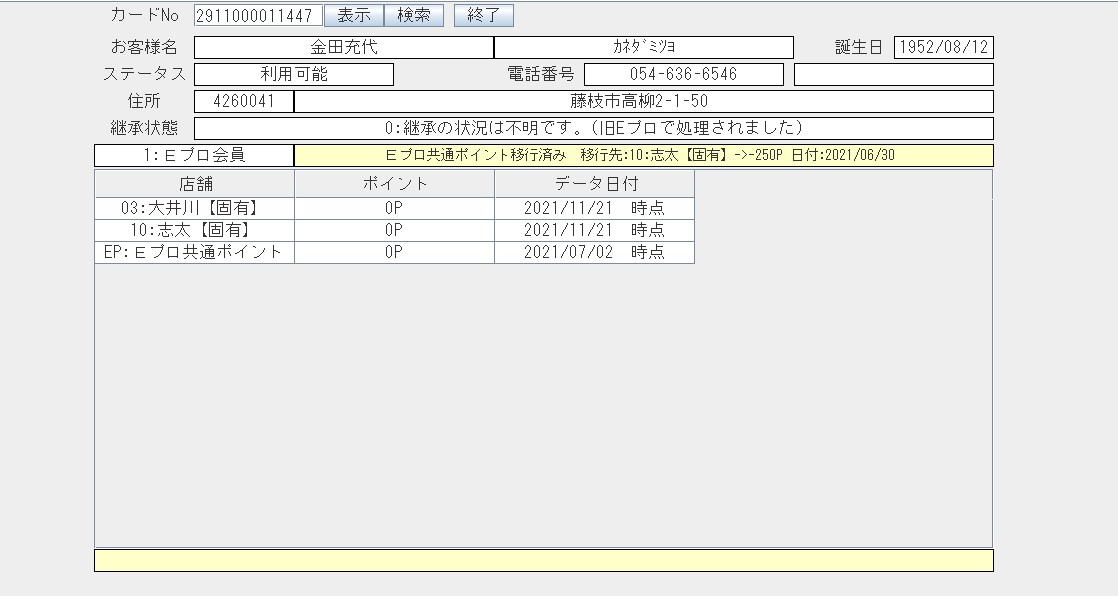 カードNo 2911000011447 表示 検索 終了
お客様名 金田充代 ｶﾈﾀﾞﾐﾂﾖ 誕生日 1952/08/12
ステータス 利用可能 電話番号 054-636-6546
住所 4260041 藤枝市高柳2-1-50
継承状態 0:継承の状況は不明です。(旧Eプロで処理されました)
1:Ｅプロ会員 Ｅプロ共通ポイント移行済み 移行先:10:志太【固有】->-250P 日付:2021/06/30
店舗 ポイント データ日付
03:大井川【固有】 0P 2021/11/21 時点
10:志太【固有】 0P 2021/11/21 時点
EP:Ｅプロ共通ポイント 0P 2021/07/02 時点